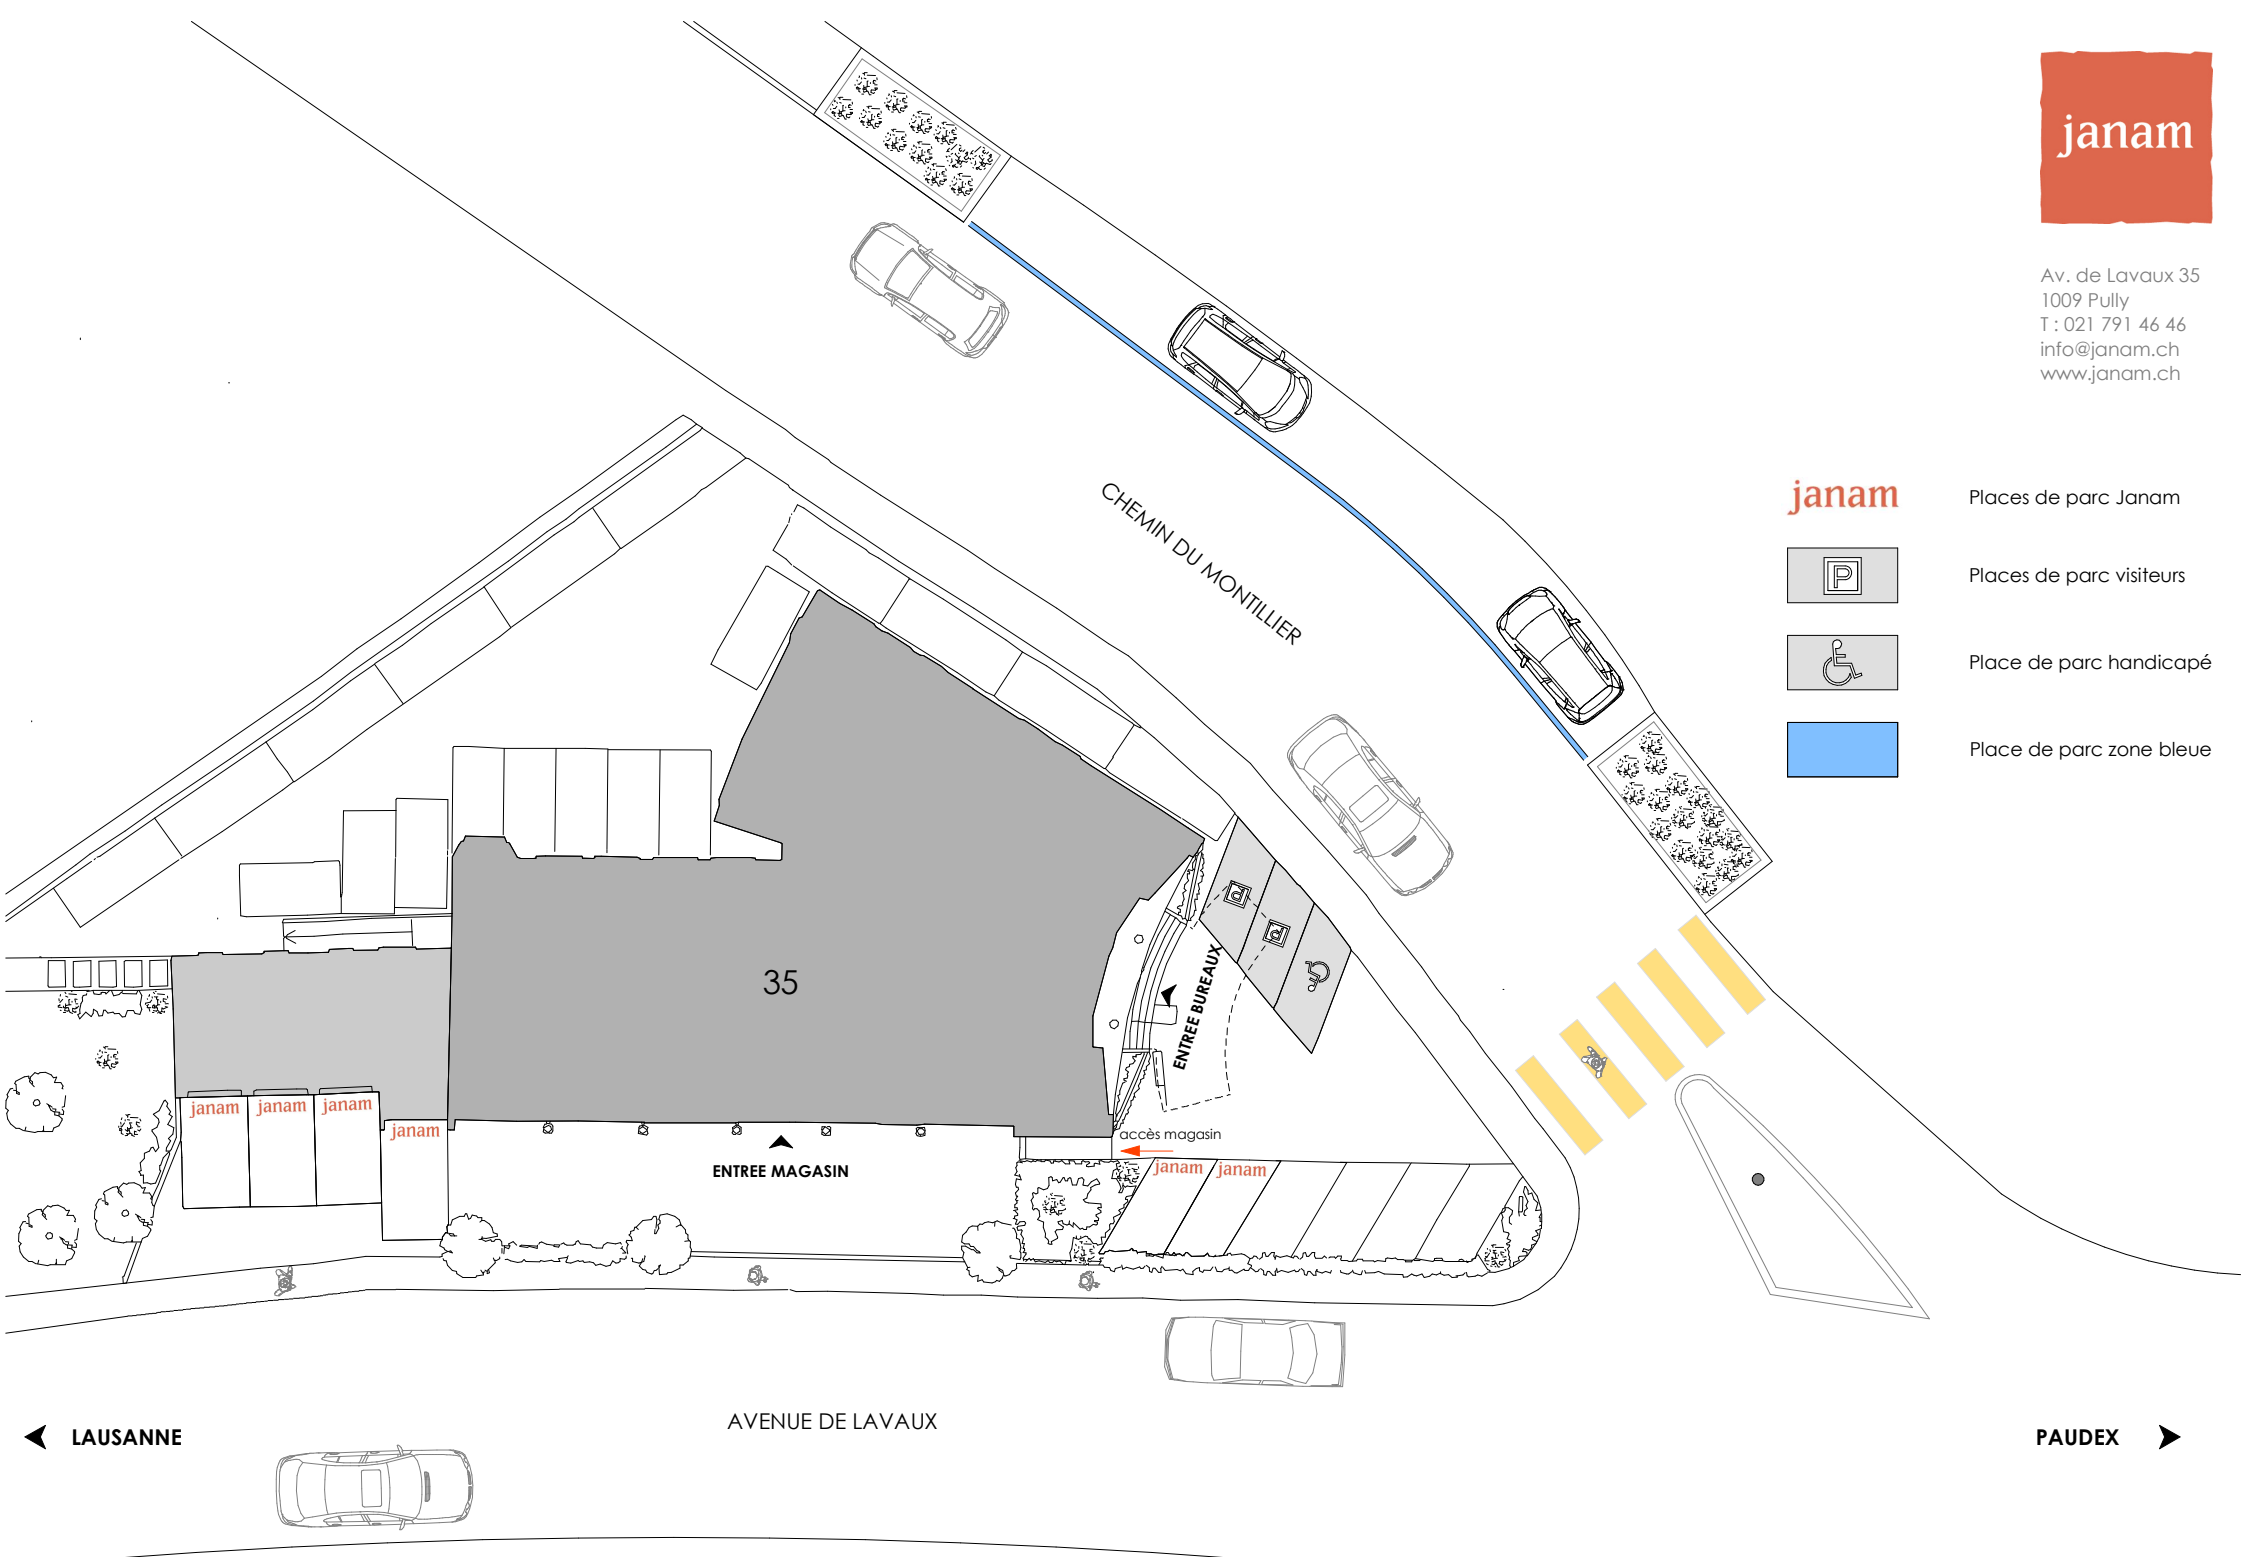 janam
Av. de Lavaux 35
1009 Pully
T : 021 791 46 46
info@janam.ch
www.janam.ch
janam
Places de parc Janam
P
Places de parc visiteurs
Place de parc handicapé
Place de parc zone bleue
CHEMIN DU MONTILLIER
P
P
35
ENTREE BUREAUX
janam
janam
janam
janam
ENTREE MAGASIN
accès magasin
janam
janam
AVENUE DE LAVAUX
LAUSANNE
PAUDEX